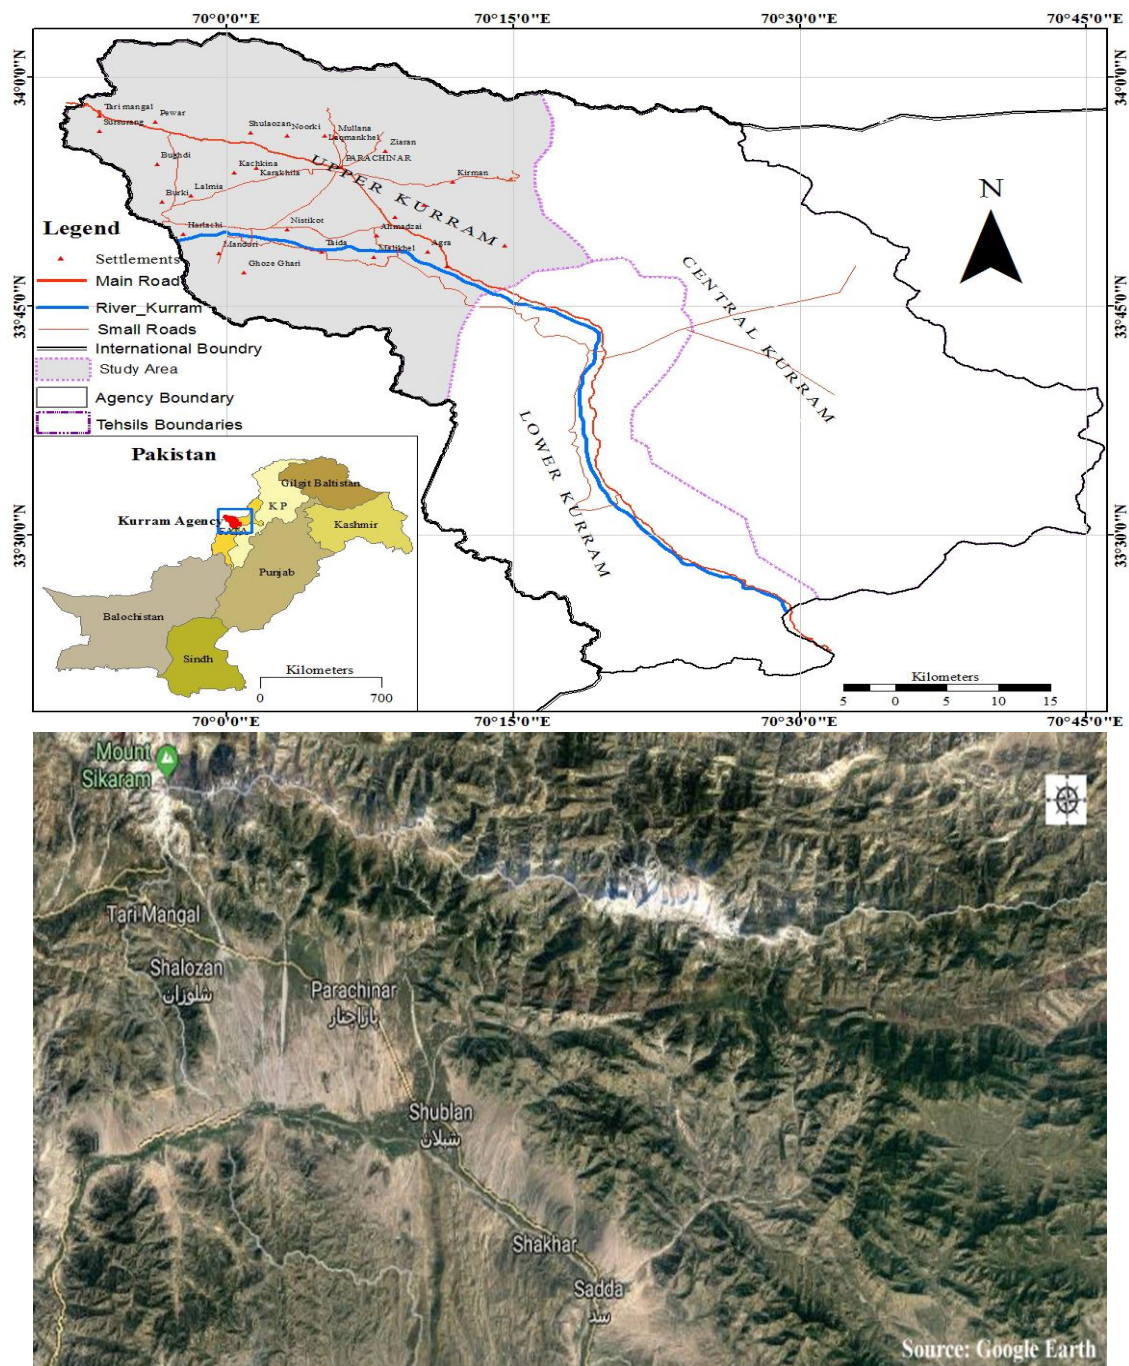 70°0'0"E 70°15'0"E 70°30'0"E 70°45'0"E
34°0'0"N 34°0'0"N
Tari mangal
Pewar
Sursurang
Shulaozan
Noorki
Mullana
Luqmankhel
Ziaran
PARACHINAR
Bughdi
Kachkina
Karakhila
Kirman
Lalmia
Burki
UPPER KURRAM
Nistikot
Ahmadzai
Harlachi
Manduri
Taida
Malikhel
Agra
Ghoze Ghari
N
CENTRAL KURRAM
LOWER KURRAM
33°45'0"N 33°45'0"N
Legend
Settlements
Main Road
River_Kurram
Small Roads
International Boundry
Study Area
Agency Boundary
Tehsils Boundaries
33°30'0"N 33°30'0"N
Pakistan
Gilgit Baltistan
K P
Kurram Agency
FATA
Kashmir
Punjab
Balochistan
Sindh
Kilometers
0 700
Kilometers
5 0 5 10 15
70°0'0"E 70°15'0"E 70°30'0"E 70°45'0"E
Mount
Sikaram
Tari Mangal
Shalozan
شلوزان
Parachinar
پاراچنار
Shublan
شبلان
Shakhar
Sadda
سد
Source: Google Earth